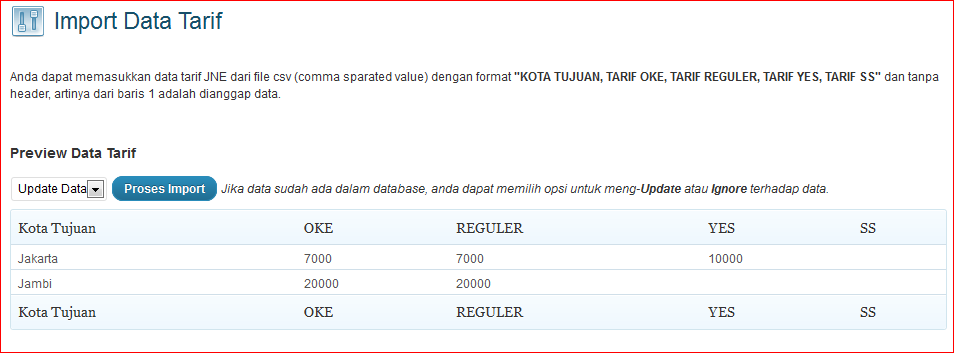 Import Data Tarif
Anda dapat memasukkan data tarif JNE dari file csv (comma sparated value) dengan format "KOTA TUJUAN, TARIF OKE, TARIF REGULER, TARIF YES, TARIF SS" dan tanpa
header, artinya dari baris 1 adalah dianggap data.
Preview Data Tarif
Update Data Proses Import Jika data sudah ada dalam database, anda dapat memilih opsi untuk meng-Update atau Ignore terhadap data.
Kota Tujuan OKE REGULER YES SS
Jakarta 7000 7000 10000
Jambi 20000 20000
Kota Tujuan OKE REGULER YES SS